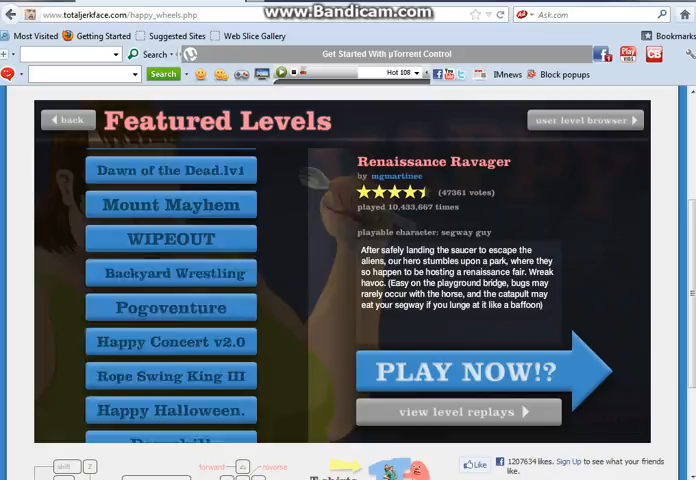 www.Bandicam.com
www.totaljerkface.com/happy_wheels.php
Ask.com
Most Visited
Getting Started
Suggested Sites
Web Slice Gallery
Bookmarks
Search
Get Started With µTorrent Control
Search
Hot 108
IMnews
Block popups
back
Featured Levels
user level browser
Dawn of the Dead.lv1
Mount Mayhem
WIPEOUT
Backyard Wrestling
Pogoventure
Happy Concert v2.0
Rope Swing King III
Happy Halloween.
Renaissance Ravager
by mgmartinee
(47361 votes)
played 10,433,667 times
playable character: segway guy
After safely landing the saucer to escape the
aliens, our hero stumbles upon a park, where they
so happen to be hosting a renaissance fair. Wreak
havoc. (Easy on the playground bridge, bugs may
rarely occur with the horse, and the catapult may
eat your segway if you lunge at it like a baffoon)
PLAY NOW!?
view level replays
shift
Z
forward
reverse
T-shirts
Like
1207634 likes. Sign Up to see what your friends
like.